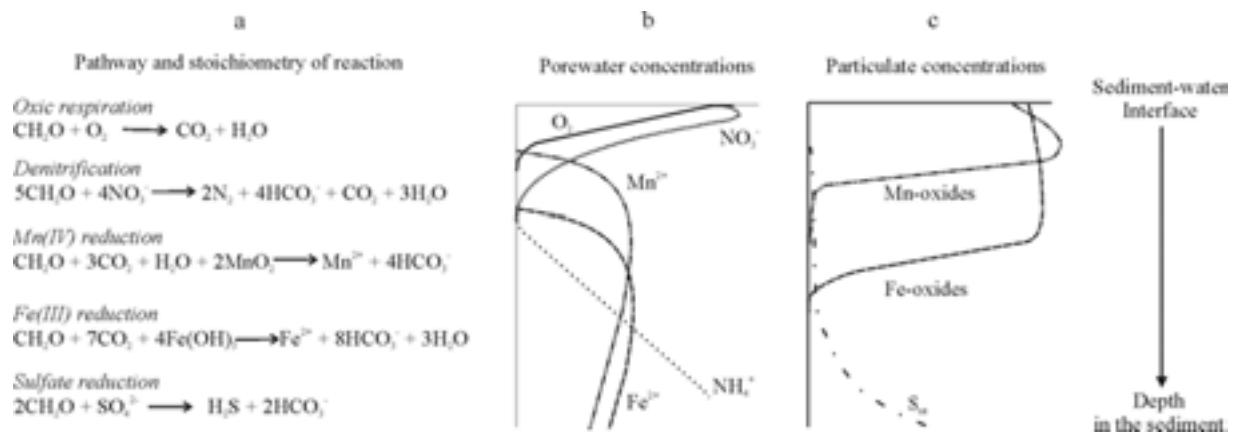 a
Pathway and stoichiometry of reaction
Oxic respiration
CH₂O + O₂ → CO₂ + H₂O
Denitrification
5CH₂O + 4NO₃⁻ → 2N₂ + 4HCO₃⁻ + CO₂ + 3H₂O
Mn(IV) reduction
CH₂O + 3CO₂ + H₂O + 2MnO₂ → Mn²⁺ + 4HCO₃⁻
Fe(III) reduction
CH₂O + 7CO₂ + 4Fe(OH)₃ → Fe²⁺ + 8HCO₃⁻ + 3H₂O
Sulfate reduction
2CH₂O + SO₄²⁻ → H₂S + 2HCO₃⁻
b
Porewater concentrations
O₂
NO₃⁻
Mn²⁺
NH₄⁺
Fe²⁺
c
Particulate concentrations
Mn-oxides
Fe-oxides
Sediment-water
Interface
Depth
in the sediment